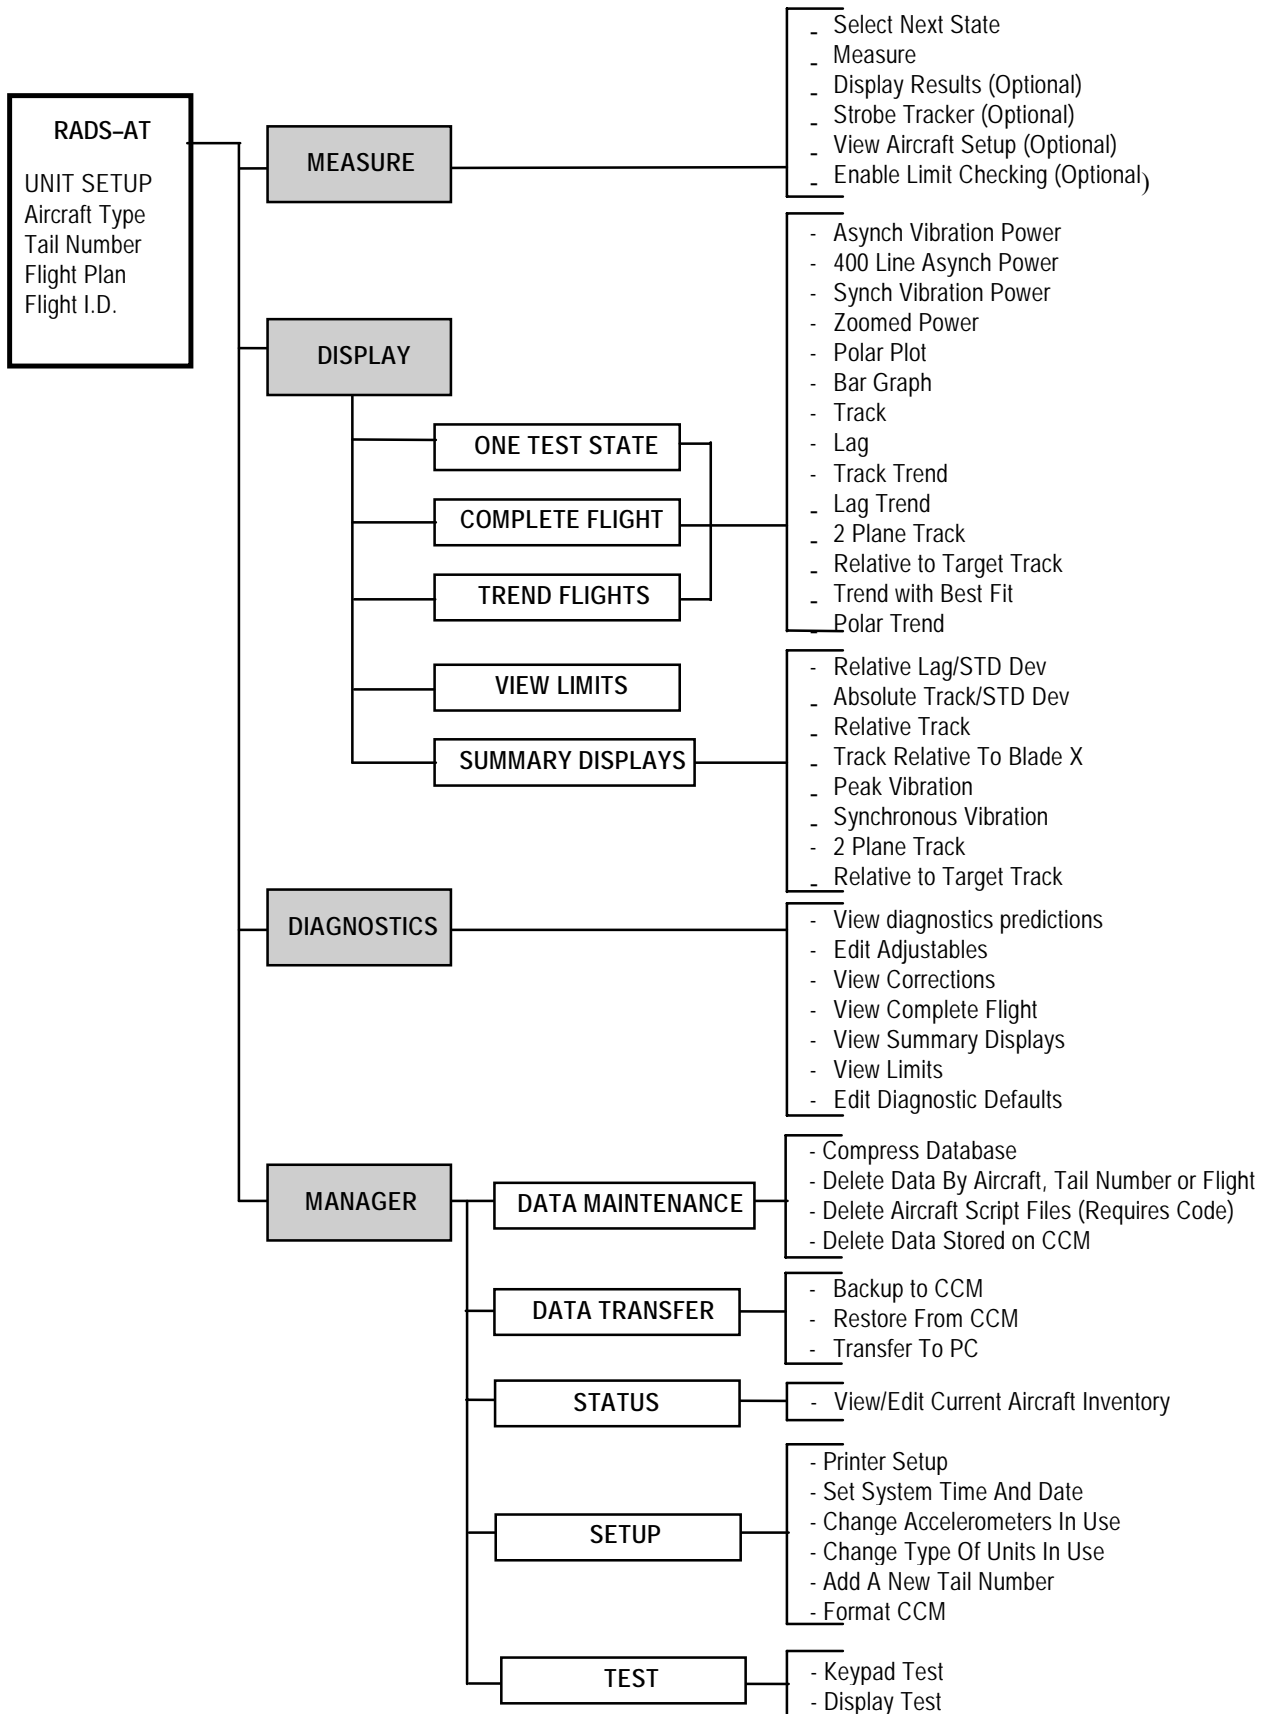 RADS–AT
UNIT SETUP
Aircraft Type
Tail Number
Flight Plan
Flight I.D.
MEASURE
- Select Next State
- Measure
- Display Results (Optional)
- Strobe Tracker (Optional)
- View Aircraft Setup (Optional)
- Enable Limit Checking (Optional)
DISPLAY
ONE TEST STATE
COMPLETE FLIGHT
TREND FLIGHTS
- Asynch Vibration Power
- 400 Line Asynch Power
- Synch Vibration Power
- Zoomed Power
- Polar Plot
- Bar Graph
- Track
- Lag
- Track Trend
- Lag Trend
- 2 Plane Track
- Relative to Target Track
- Trend with Best Fit
- Polar Trend
VIEW LIMITS
SUMMARY DISPLAYS
- Relative Lag/STD Dev
- Absolute Track/STD Dev
- Relative Track
- Track Relative To Blade X
- Peak Vibration
- Synchronous Vibration
- 2 Plane Track
- Relative to Target Track
DIAGNOSTICS
- View diagnostics predictions
- Edit Adjustables
- View Corrections
- View Complete Flight
- View Summary Displays
- View Limits
- Edit Diagnostic Defaults
MANAGER
DATA MAINTENANCE
- Compress Database
- Delete Data By Aircraft, Tail Number or Flight
- Delete Aircraft Script Files (Requires Code)
- Delete Data Stored on CCM
DATA TRANSFER
- Backup to CCM
- Restore From CCM
- Transfer To PC
STATUS
- View/Edit Current Aircraft Inventory
SETUP
- Printer Setup
- Set System Time And Date
- Change Accelerometers In Use
- Change Type Of Units In Use
- Add A New Tail Number
- Format CCM
TEST
- Keypad Test
- Display Test